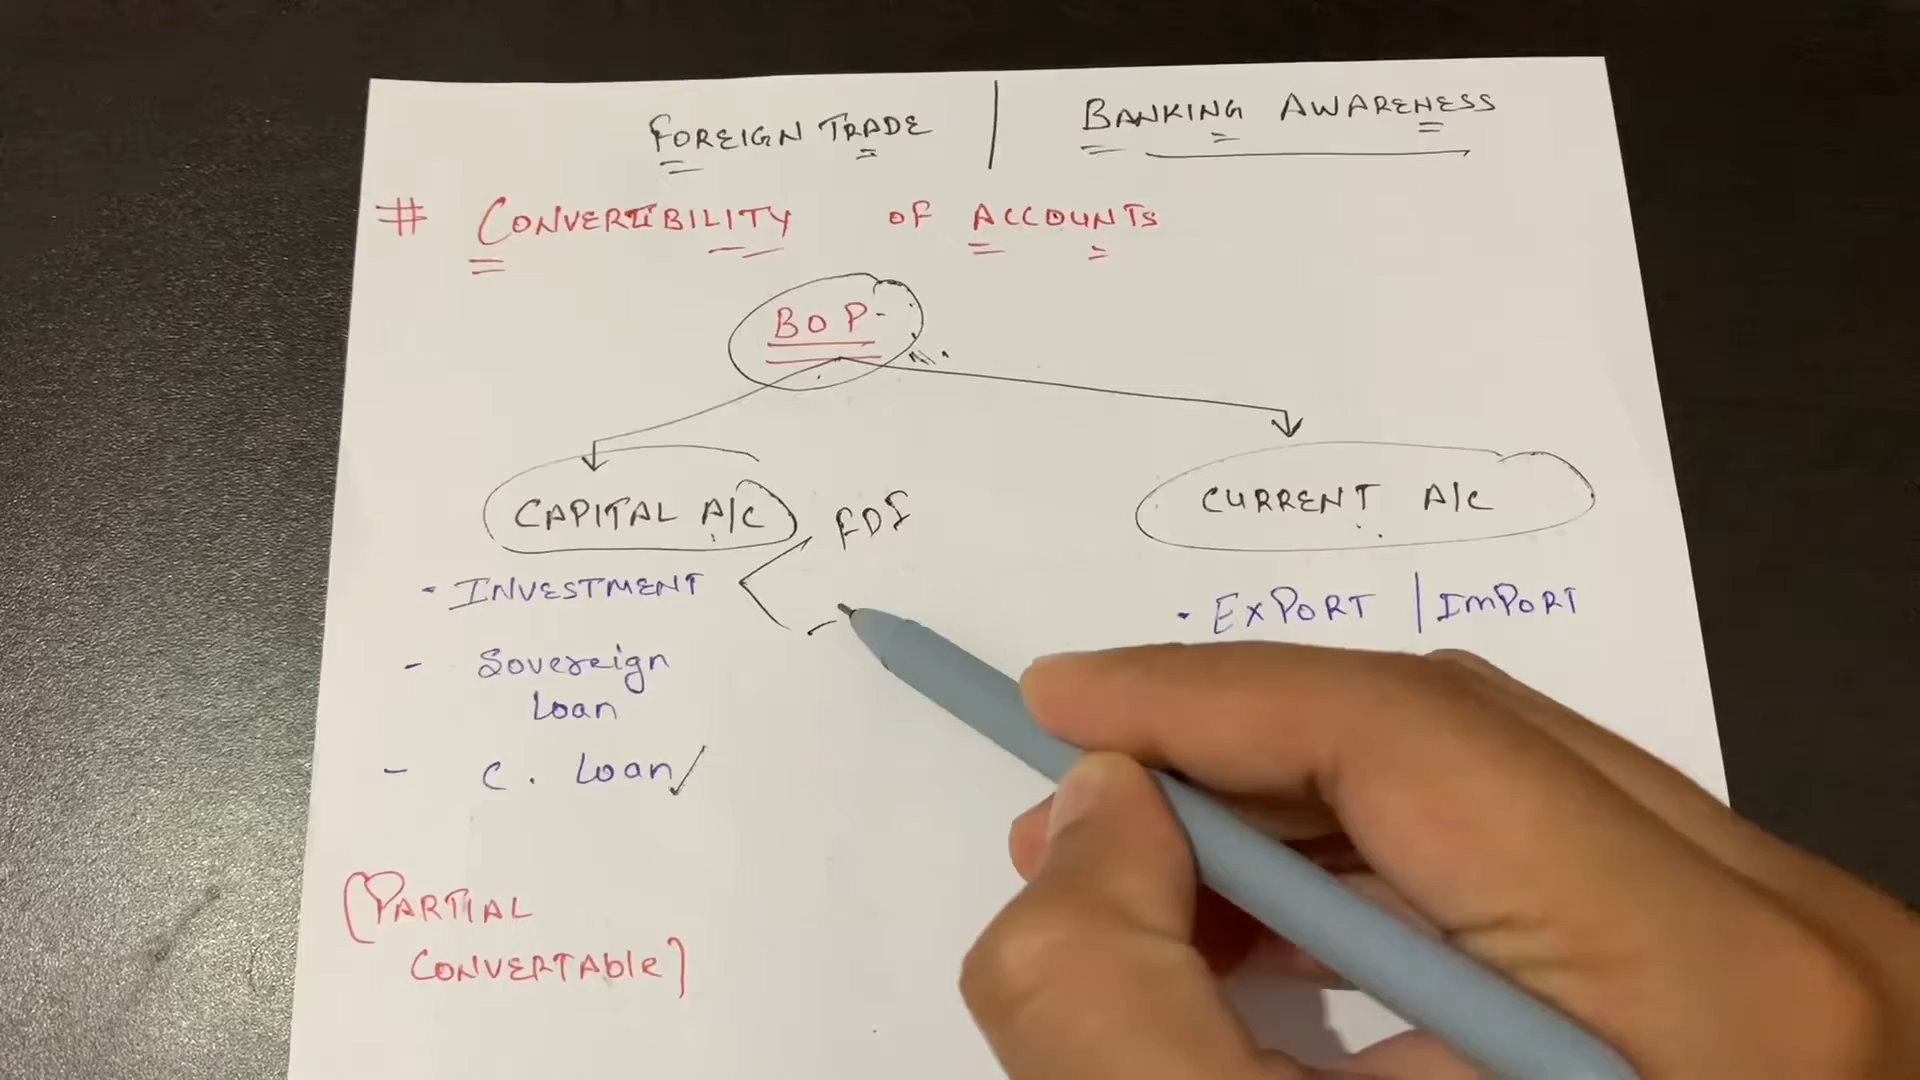 FOREIGN TRADE | BANKING AWARENESS
# CONVERTIBILITY OF ACCOUNTS
BOP
CAPITAL A/C
CURRENT A/C
FDI
- INVESTMENT
- EXPORT | IMPORT
- Sovereign
Loan
- C. Loan
(PARTIAL
CONVERTABLE]